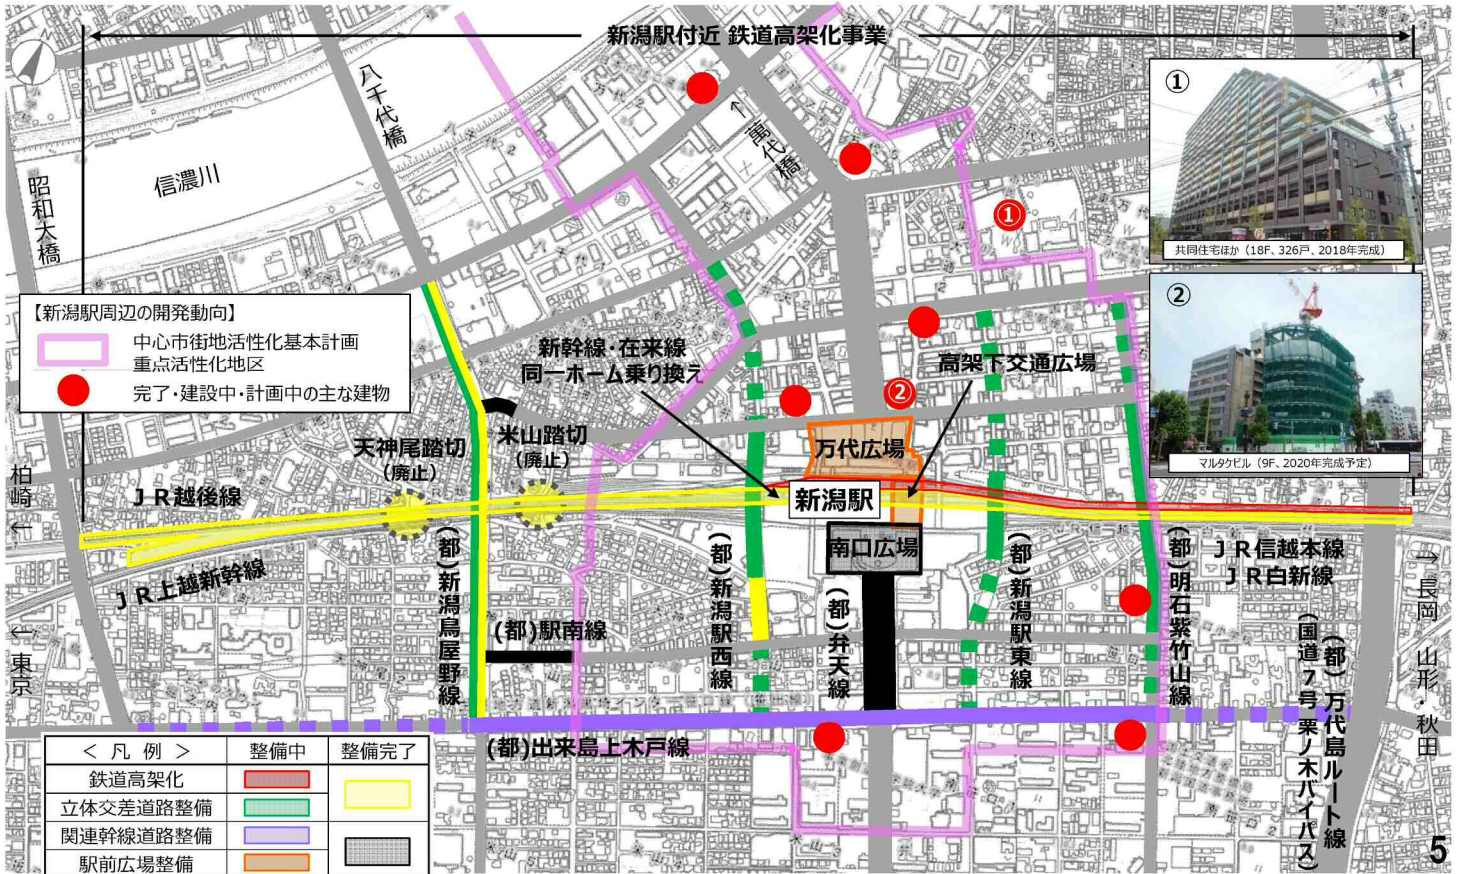 新潟駅付近 鉄道高架化事業
八千代橋
萬代橋
昭和大橋
信濃川
①
共同住宅ほか（18F、326戸、2018年完成）
②
マルタケビル（9F、2020年完成予定）
①
②
【新潟駅周辺の開発動向】
中心市街地活性化基本計画
重点活性化地区
完了・建設中・計画中の主な建物
新幹線・在来線
同一ホーム乗り換え
高架下交通広場
天神尾踏切
（廃止）
米山踏切
（廃止）
万代広場
新潟駅
南口広場
柏崎
←
ＪＲ越後線
ＪＲ上越新幹線
←
東京
(都)新潟鳥屋野線
(都)駅南線
(都)新潟駅西線
(都)弁天線
(都)新潟駅東線
(都)明石紫竹山線
ＪＲ信越本線
ＪＲ白新線
→
長岡 山形・秋田
(都)万代島ルート線
(国道７号 栗ノ木バイパス)
(都)出来島上木戸線
＜ 凡 例 ＞ 整備中 整備完了
鉄道高架化
立体交差道路整備
関連幹線道路整備
駅前広場整備
5